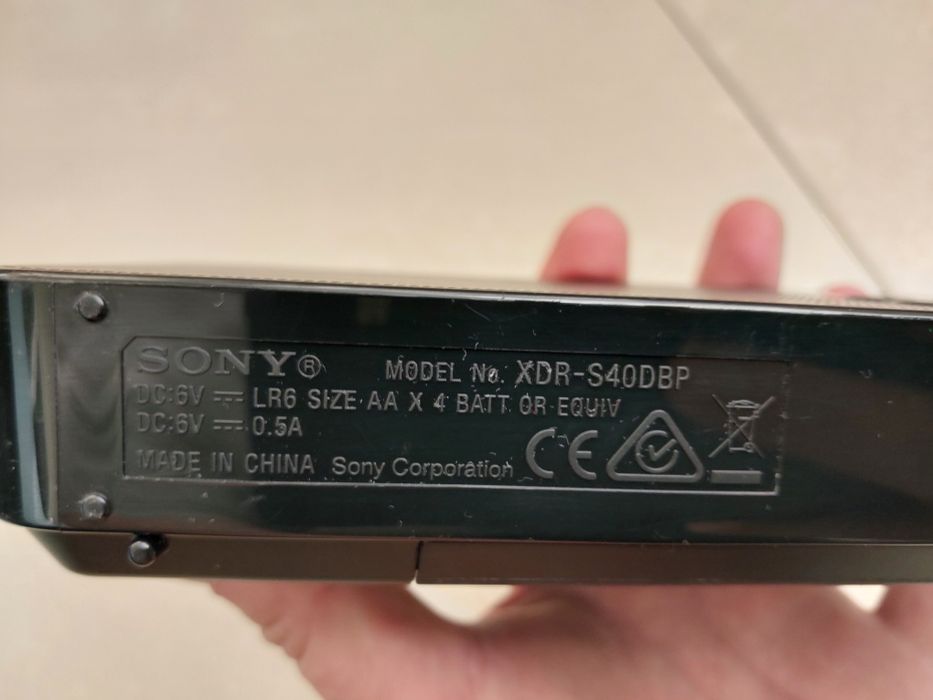 SONY® MODEL No. XDR-S40DBP
DC:6V ⎓ LR6 SIZE AA X 4 BATT OR EQUIV
DC:6V ⎓ 0.5A
MADE IN CHINA Sony Corporation CE